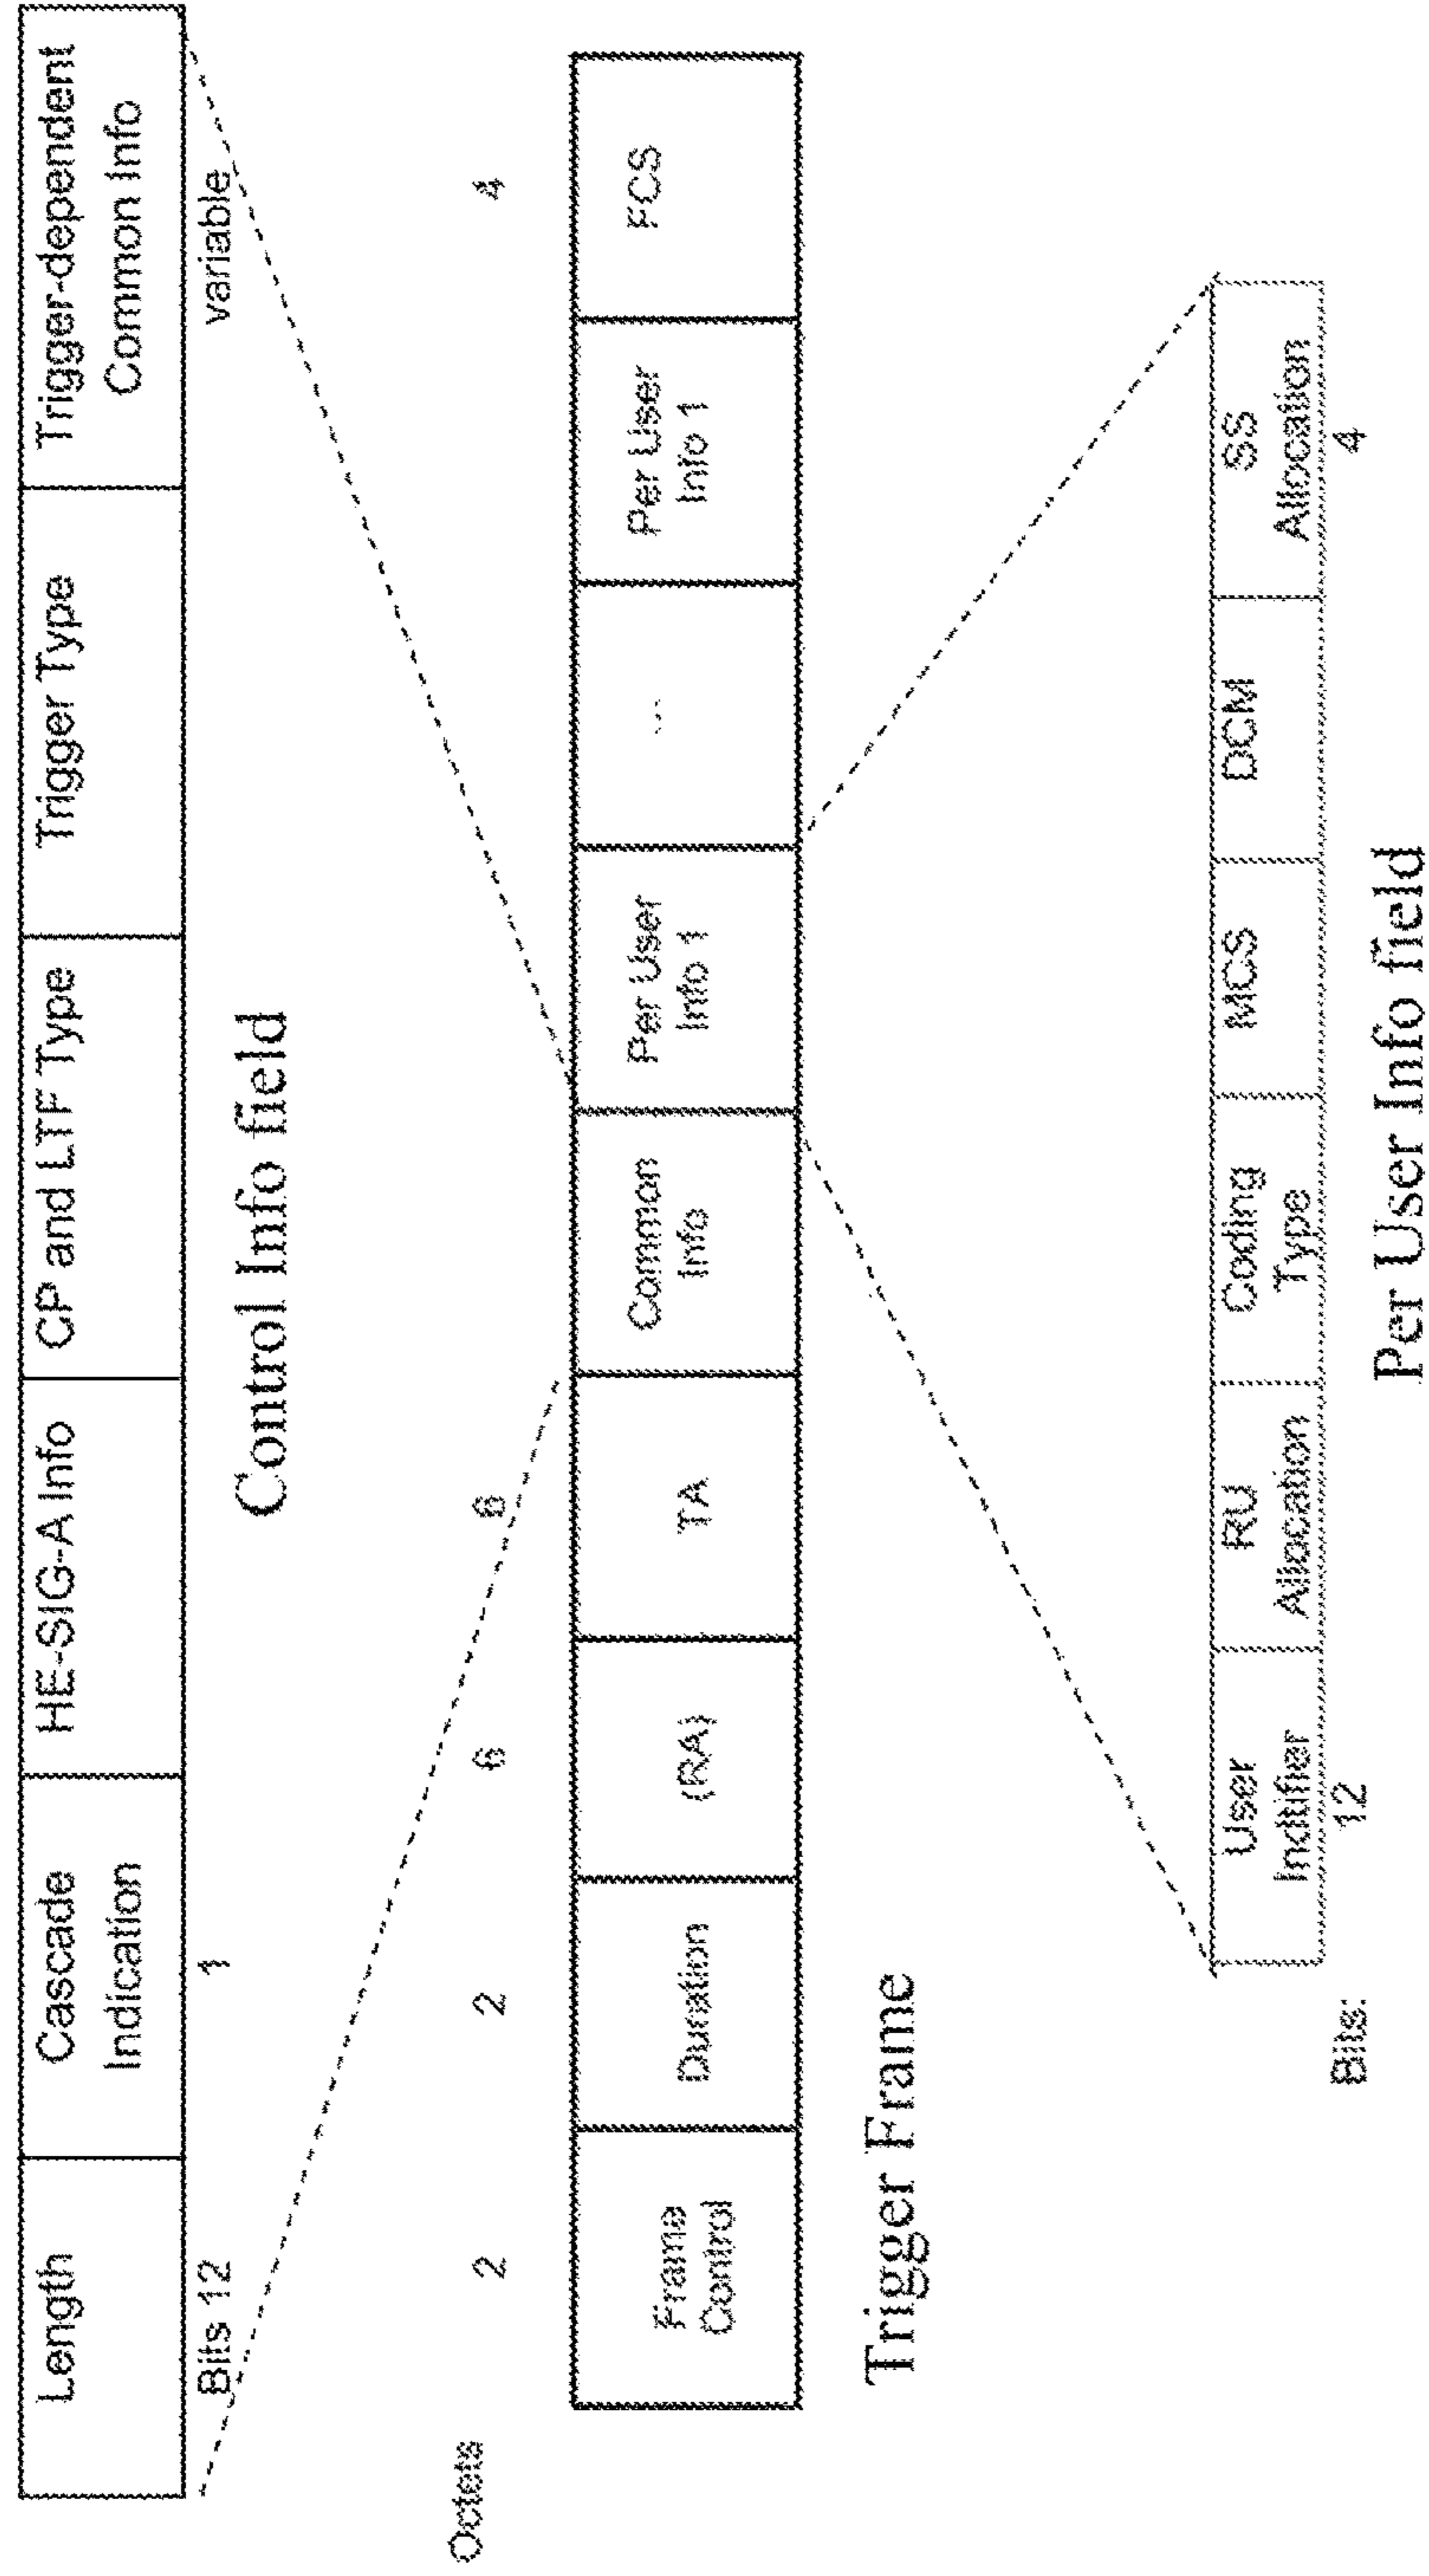 Length
Cascade
Indication
HE-SIG-A Info
CP and LTF Type
Trigger Type
Trigger-dependent
Common Info
Bits 12
1
variable
Control Info field
Octets
2
2
6
6
4
Frame
Control
Duration
(RA)
TA
Common
Info
Per User
Info 1
...
Per User
Info 1
FCS
Trigger Frame
User
Indtifier
RU
Allocation
Coding
Type
MCS
DCM
SS
Allocation
Bits:
12
4
Per User Info field